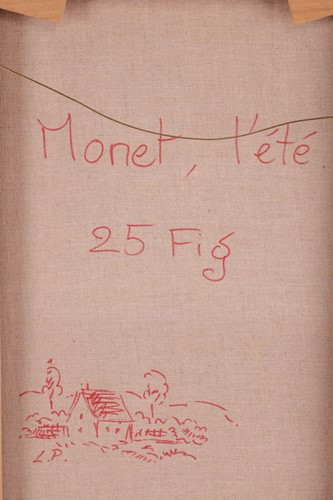 Monet, l'été
25 Fig
L.P.